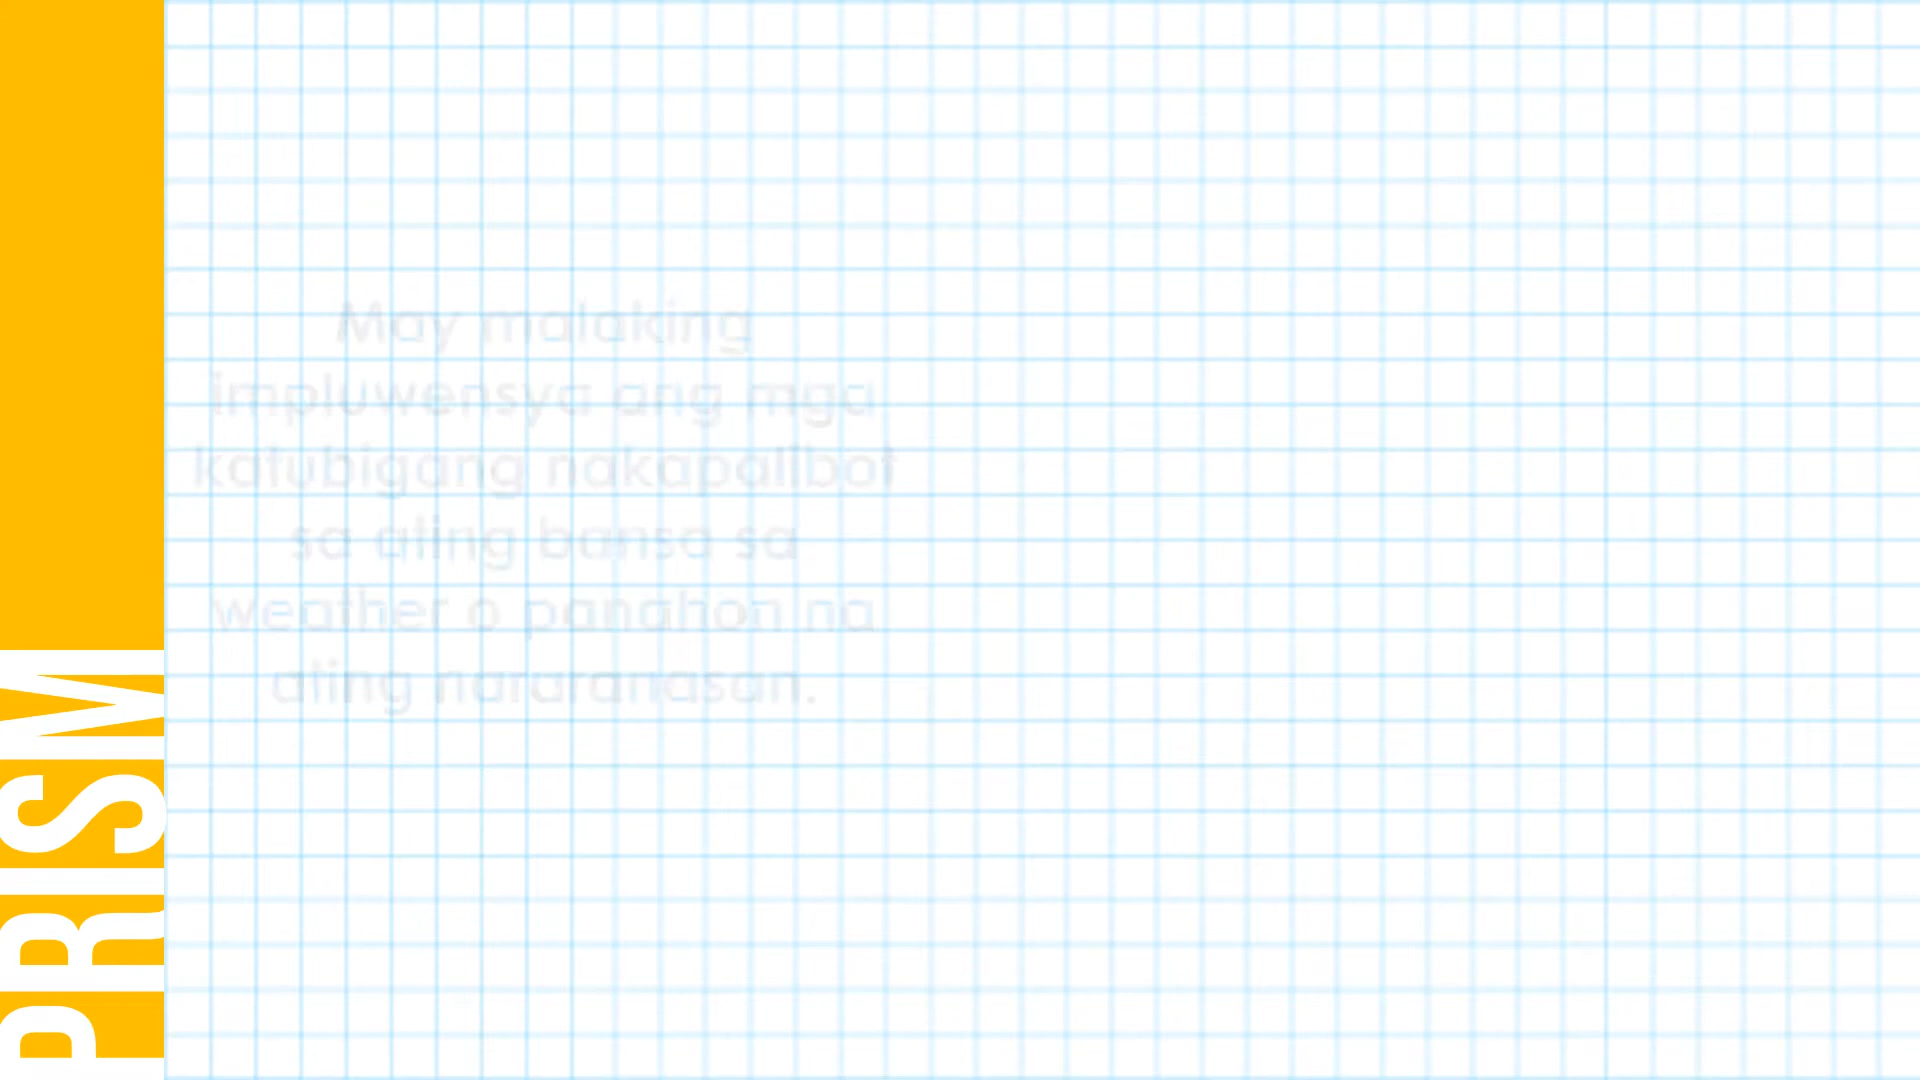 May malaking
impluwensya ang mga
katubigang nakapalibot
sa ating bansa sa
weather o panahon na
ating nararanasan.
PRISM